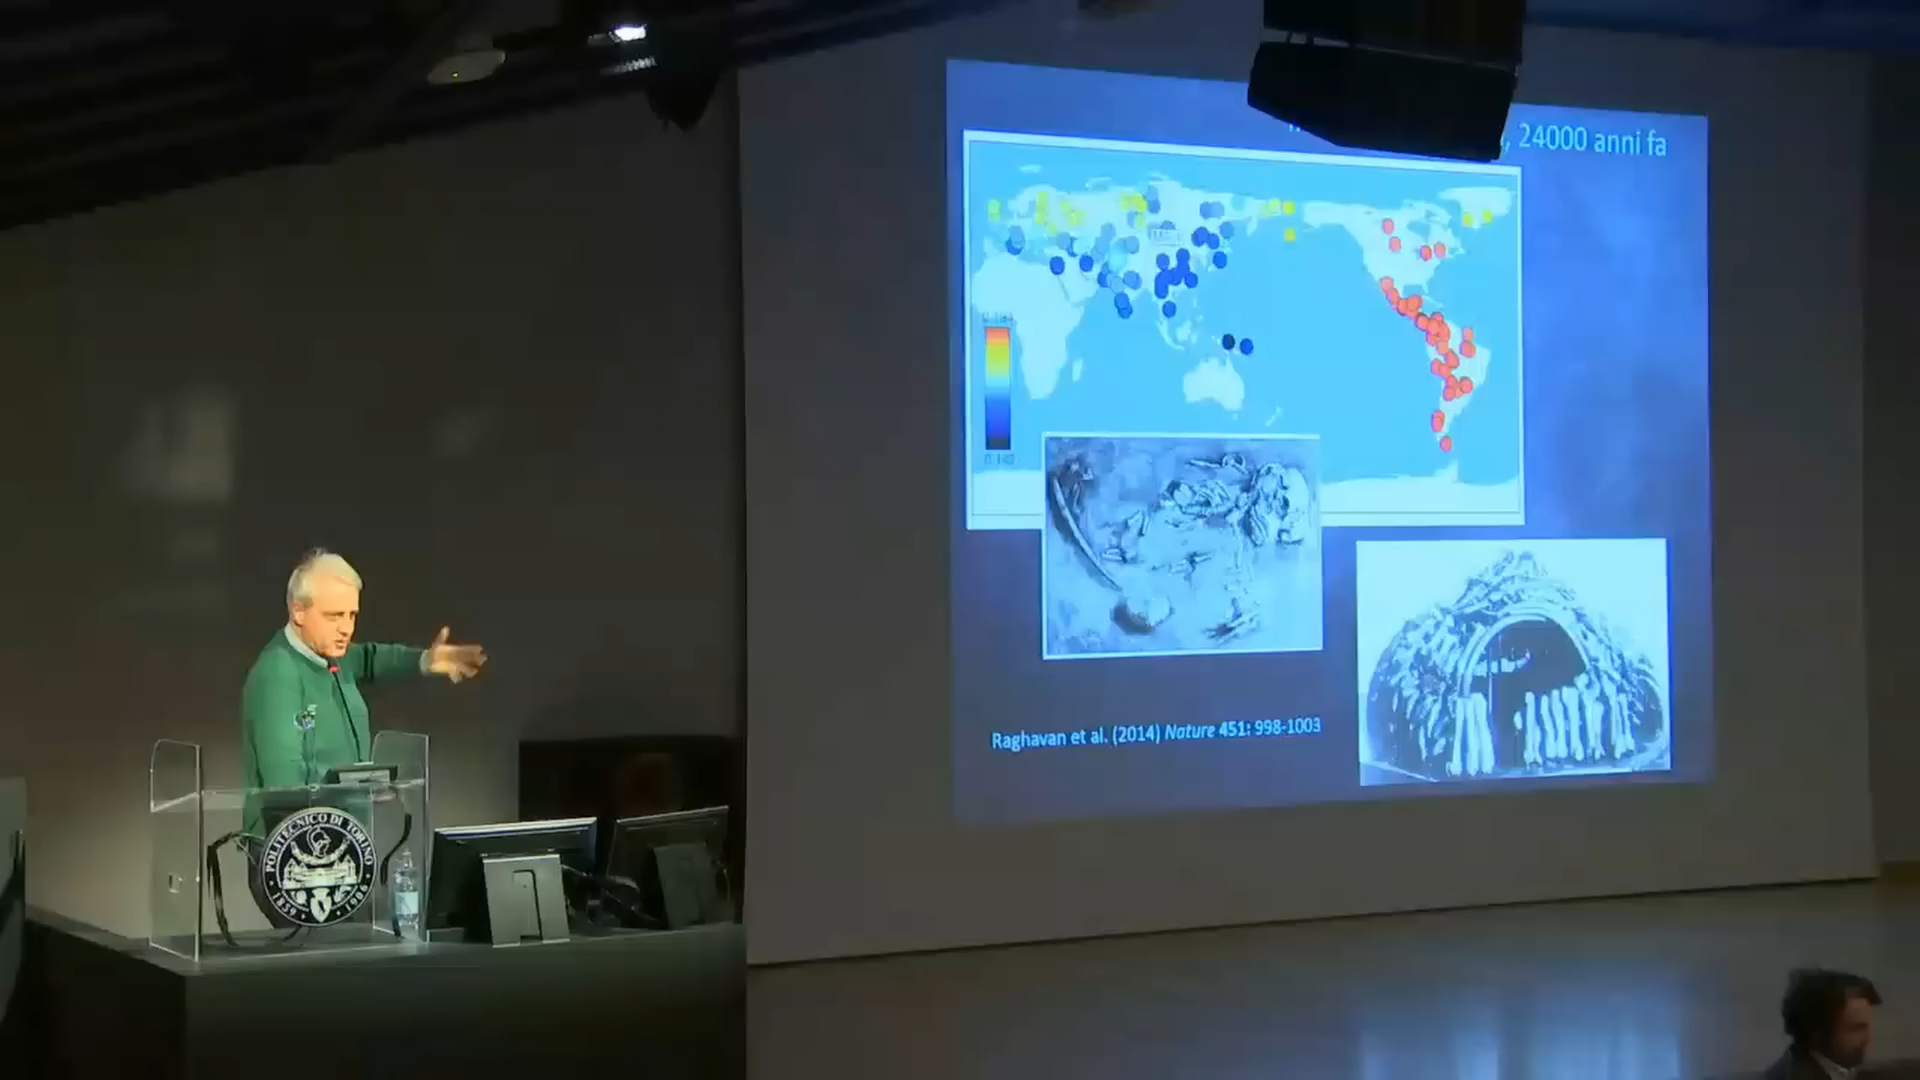 , 24000 anni fa
Raghavan et al. (2014) Nature 451: 998-1003
POLITECNICO DI TORINO
1859 • 1906